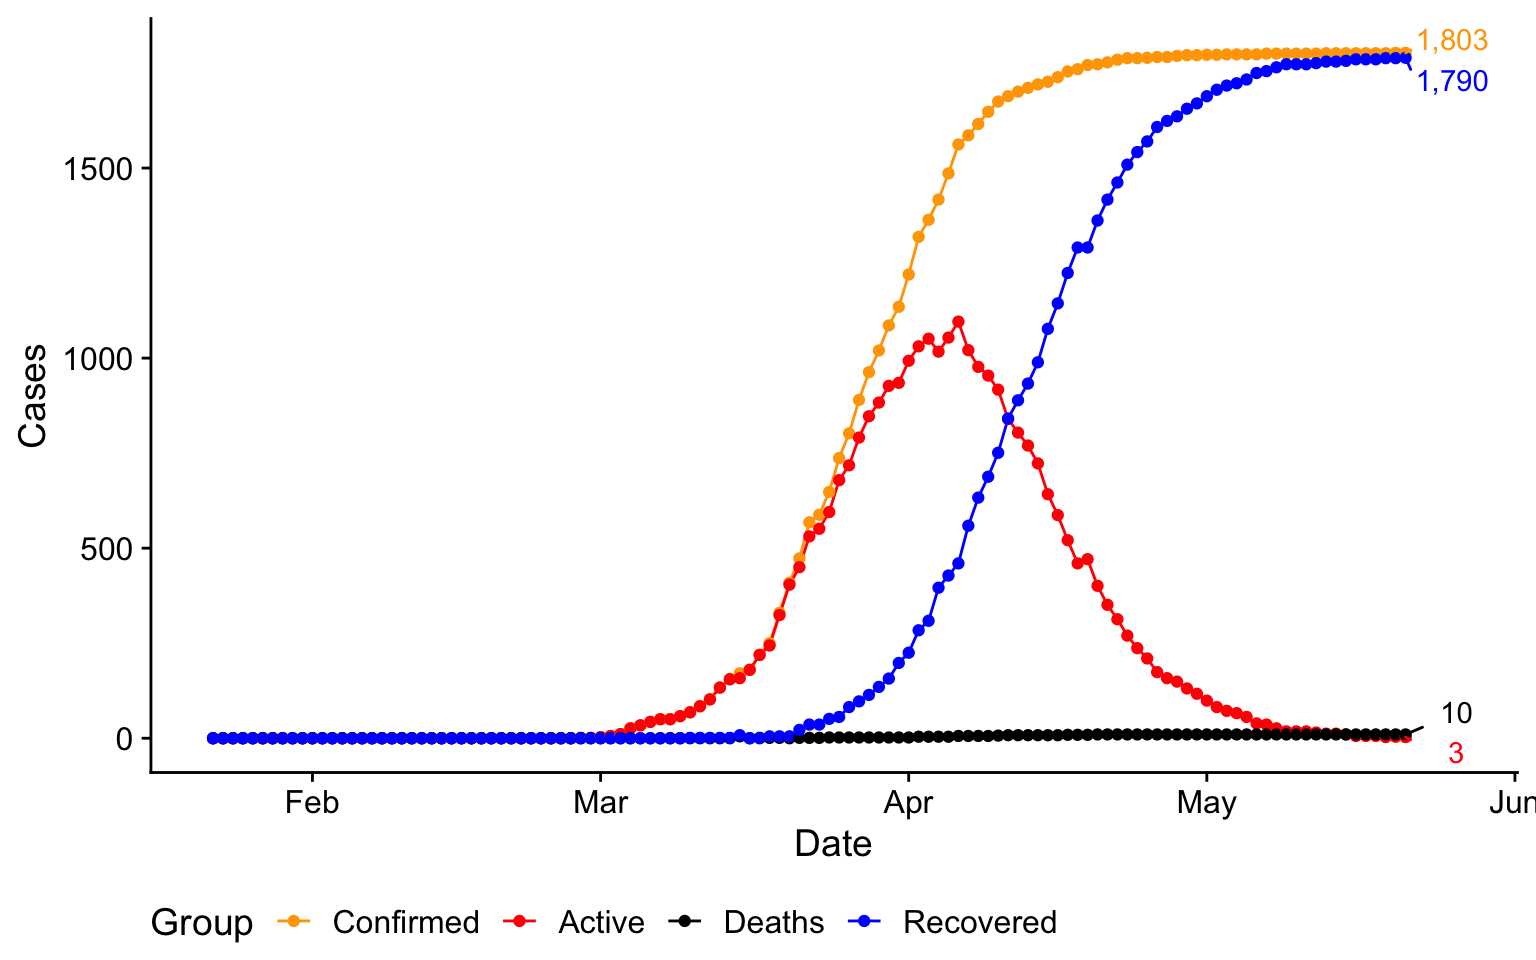 1,803
1,790
1500
1000
500
0
Cases
10
3
Feb Mar Apr May Jun
Date
Group Confirmed Active Deaths Recovered